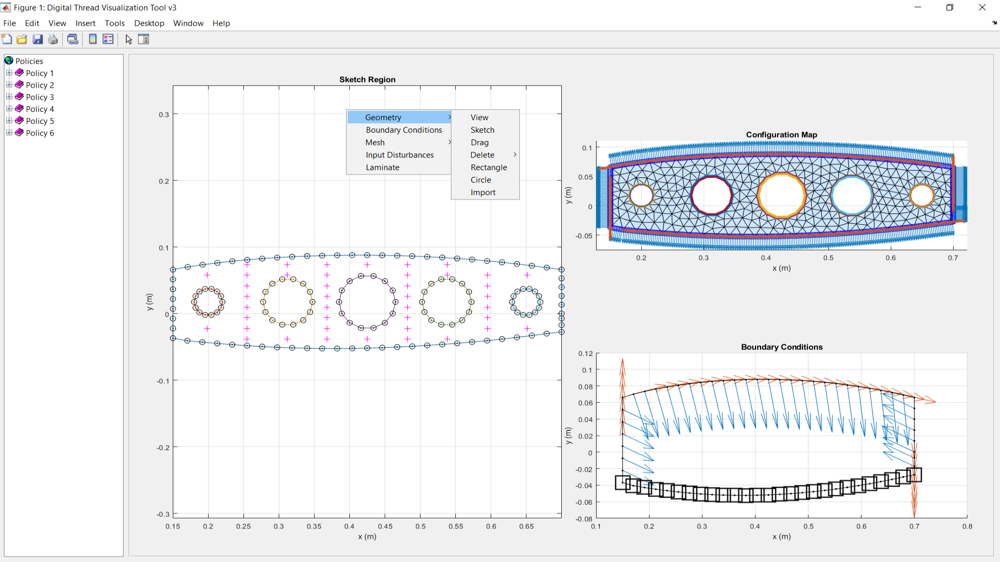 Figure 1: Digital Thread Visualization Tool v3
File Edit View Insert Tools Desktop Window Help
Policies
Policy 1
Policy 2
Policy 3
Policy 4
Policy 5
Policy 6
Sketch Region
0.3
0.2
0.1
0
-0.1
-0.2
-0.3
y (m)
0.15 0.2 0.25 0.3 0.35 0.4 0.45 0.5 0.55 0.6 0.65
x (m)
Geometry
Boundary Conditions
Mesh
Input Disturbances
Laminate
View
Sketch
Drag
Delete
Rectangle
Circle
Import
Configuration Map
0.1
0.05
0
-0.05
y (m)
0.2 0.3 0.4 0.5 0.6 0.7
x (m)
Boundary Conditions
0.12
0.1
0.08
0.06
0.04
0.02
0
-0.02
-0.04
-0.06
-0.08
y (m)
0.1 0.2 0.3 0.4 0.5 0.6 0.7 0.8
x (m)